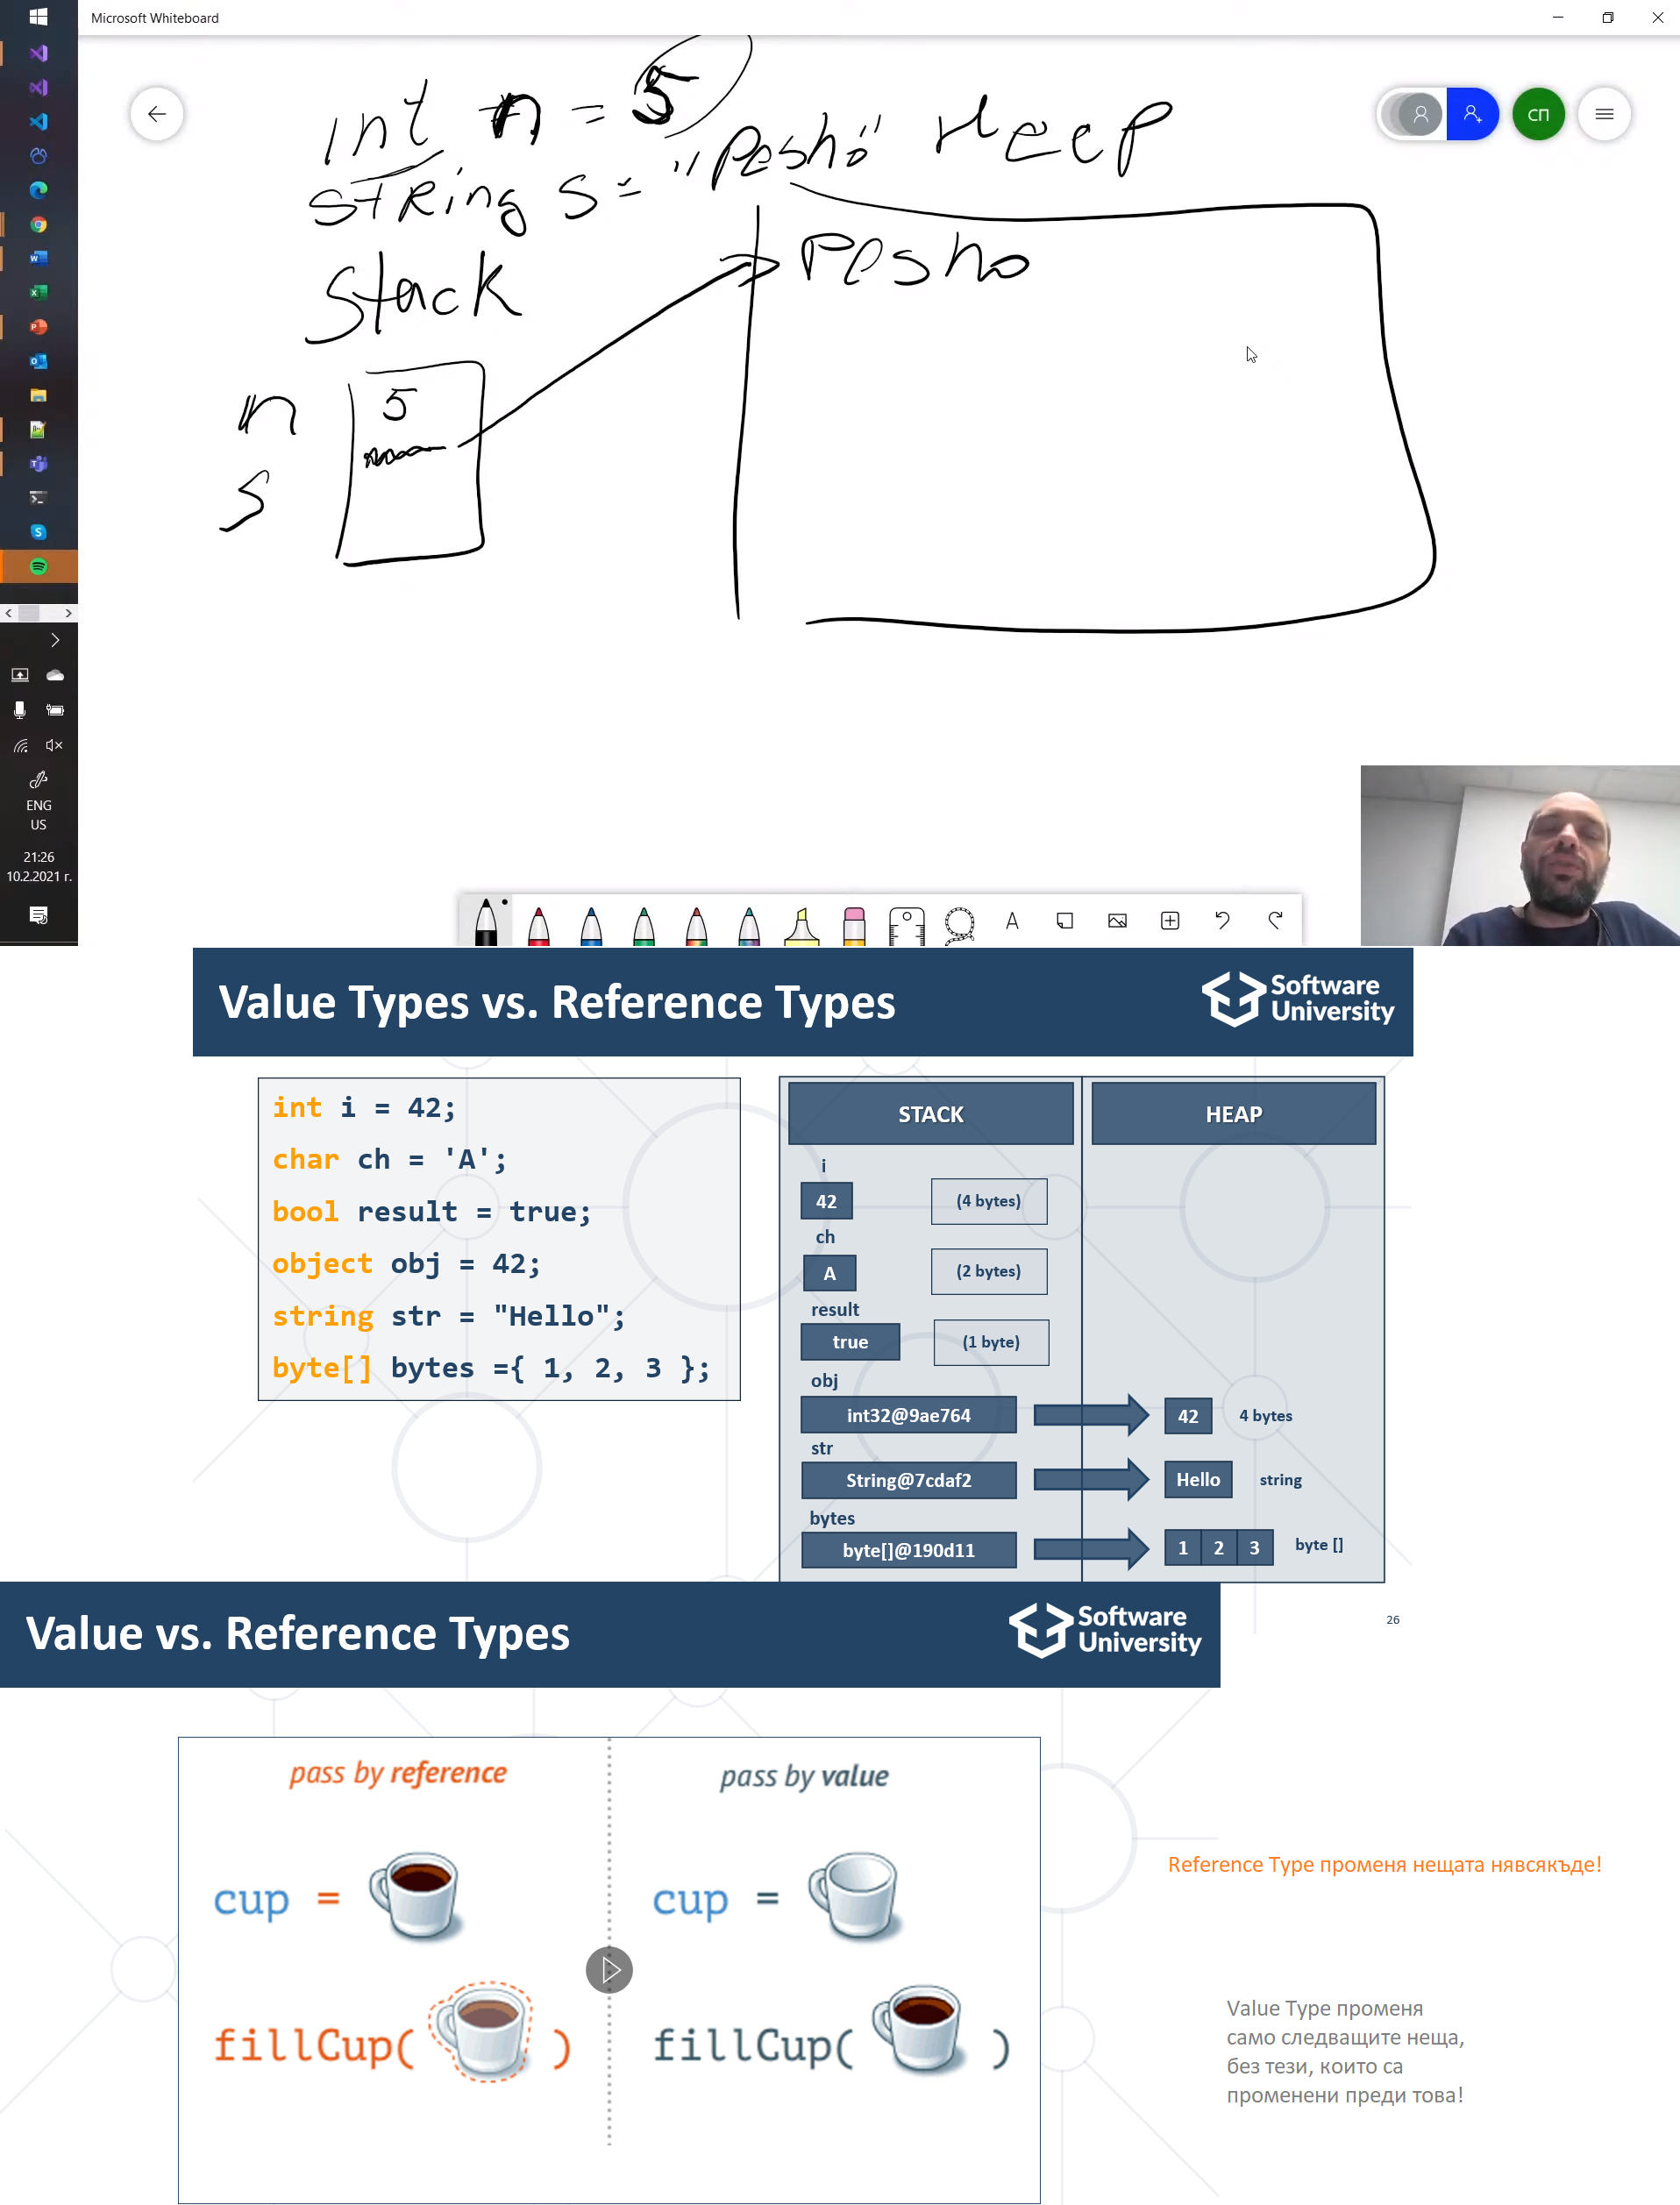 Microsoft Whiteboard
int n = 5
string s = "Pesho"
Heep
СП
Stack
Pesho
n
5
s
ENG
US
21:26
10.2.2021 г.
Value Types vs. Reference Types
Software
University
int i = 42;
char ch = 'A';
bool result = true;
object obj = 42;
string str = "Hello";
byte[] bytes ={ 1, 2, 3 };
STACK
HEAP
i
42
(4 bytes)
ch
A
(2 bytes)
result
true
(1 byte)
obj
int32@9ae764
42
4 bytes
str
String@7cdaf2
Hello
string
bytes
byte[]@190d11
1 2 3
byte []
26
Value vs. Reference Types
Software
University
pass by reference
pass by value
cup =
cup =
fillCup( )
fillCup( )
Reference Type променя нещата нявсякъде!
Value Type променя
само следващите неща,
без тези, които са
променени преди това!